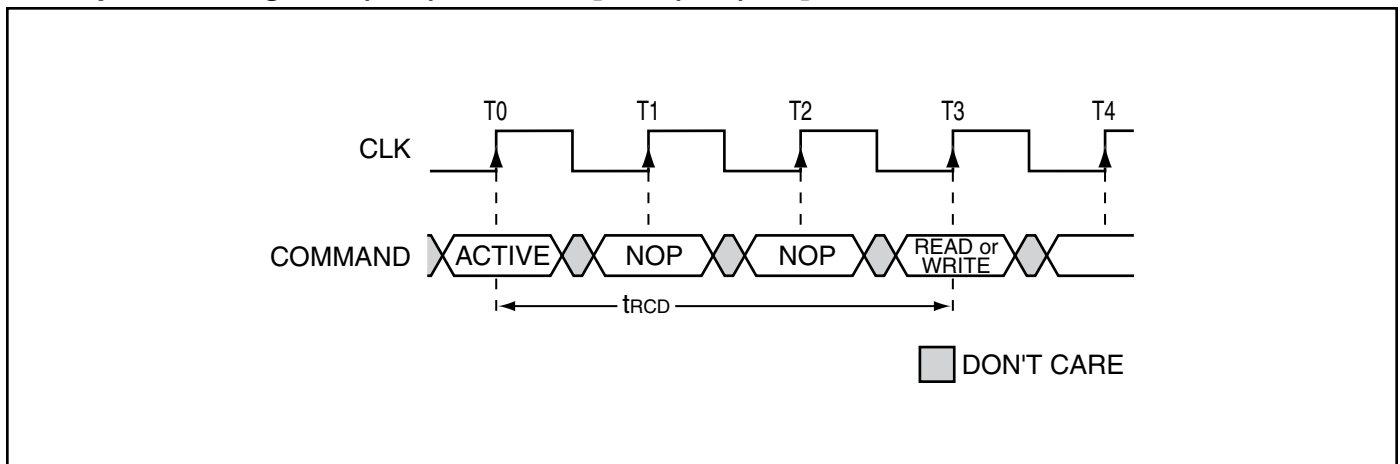 T0 T1 T2 T3 T4
CLK
COMMAND ACTIVE NOP NOP READ or
WRITE
tRCD
DON'T CARE